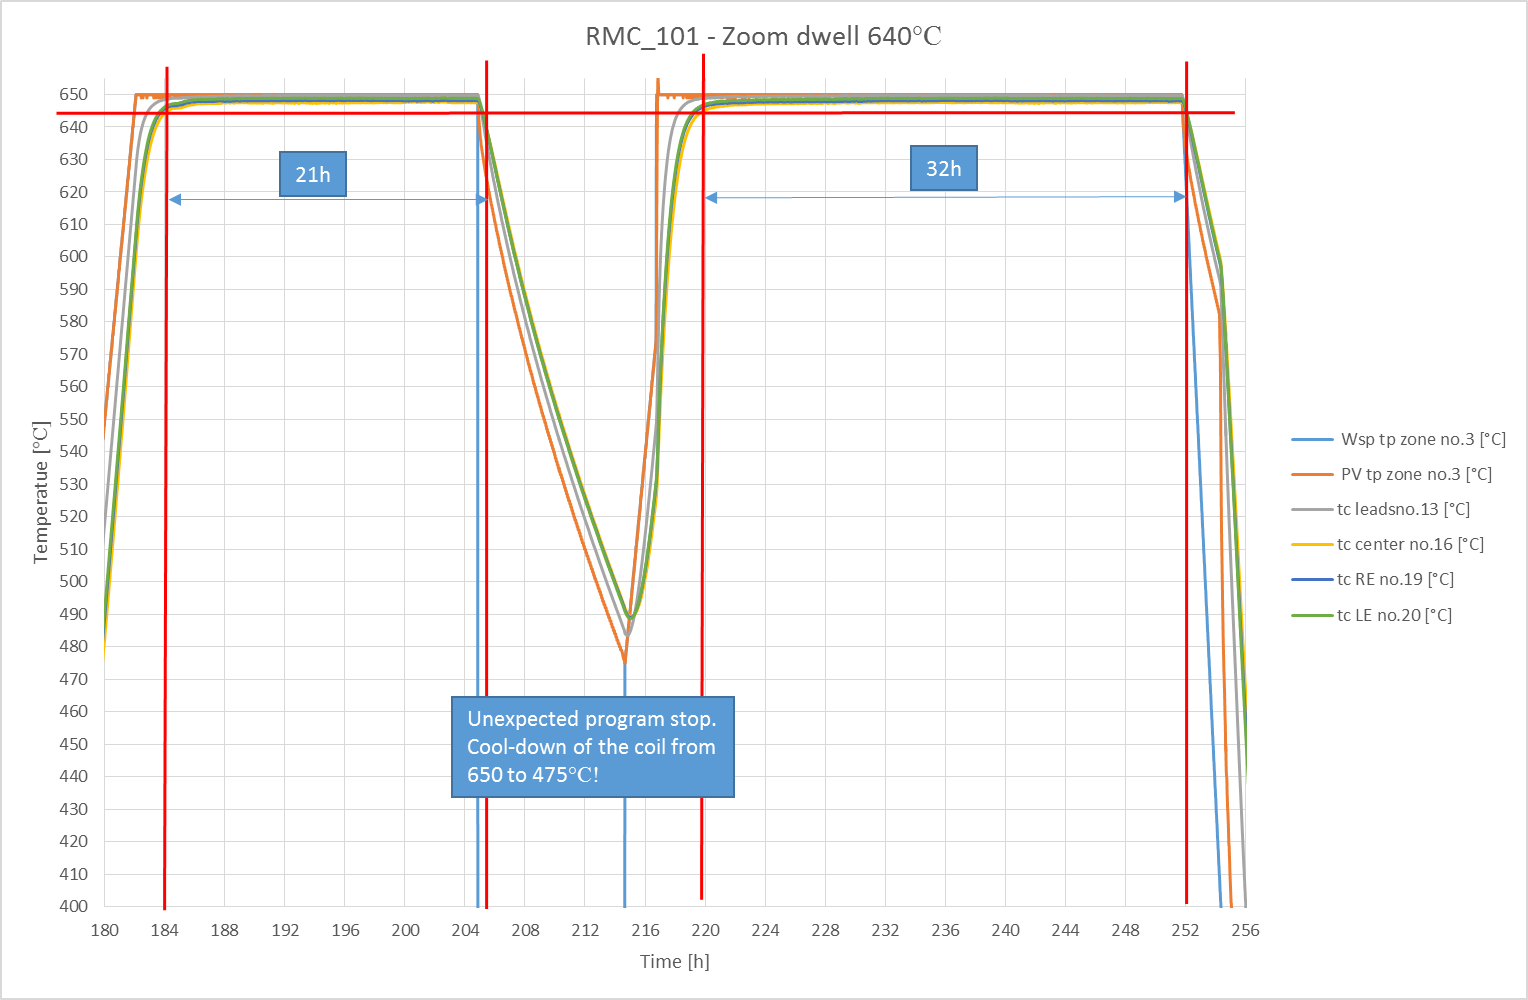 RMC_101 - Zoom dwell 640°C
650
640
630
620
610
600
590
580
570
560
550
540
530
520
510
500
490
480
470
460
450
440
430
420
410
400
Temperatue [°C]
21h
32h
Unexpected program stop.
Cool-down of the coil from
650 to 475°C!
180 184 188 192 196 200 204 208 212 216 220 224 228 232 236 240 244 248 252 256
Time [h]
Wsp tp zone no.3 [°C]
PV tp zone no.3 [°C]
tc leadsno.13 [°C]
tc center no.16 [°C]
tc RE no.19 [°C]
tc LE no.20 [°C]